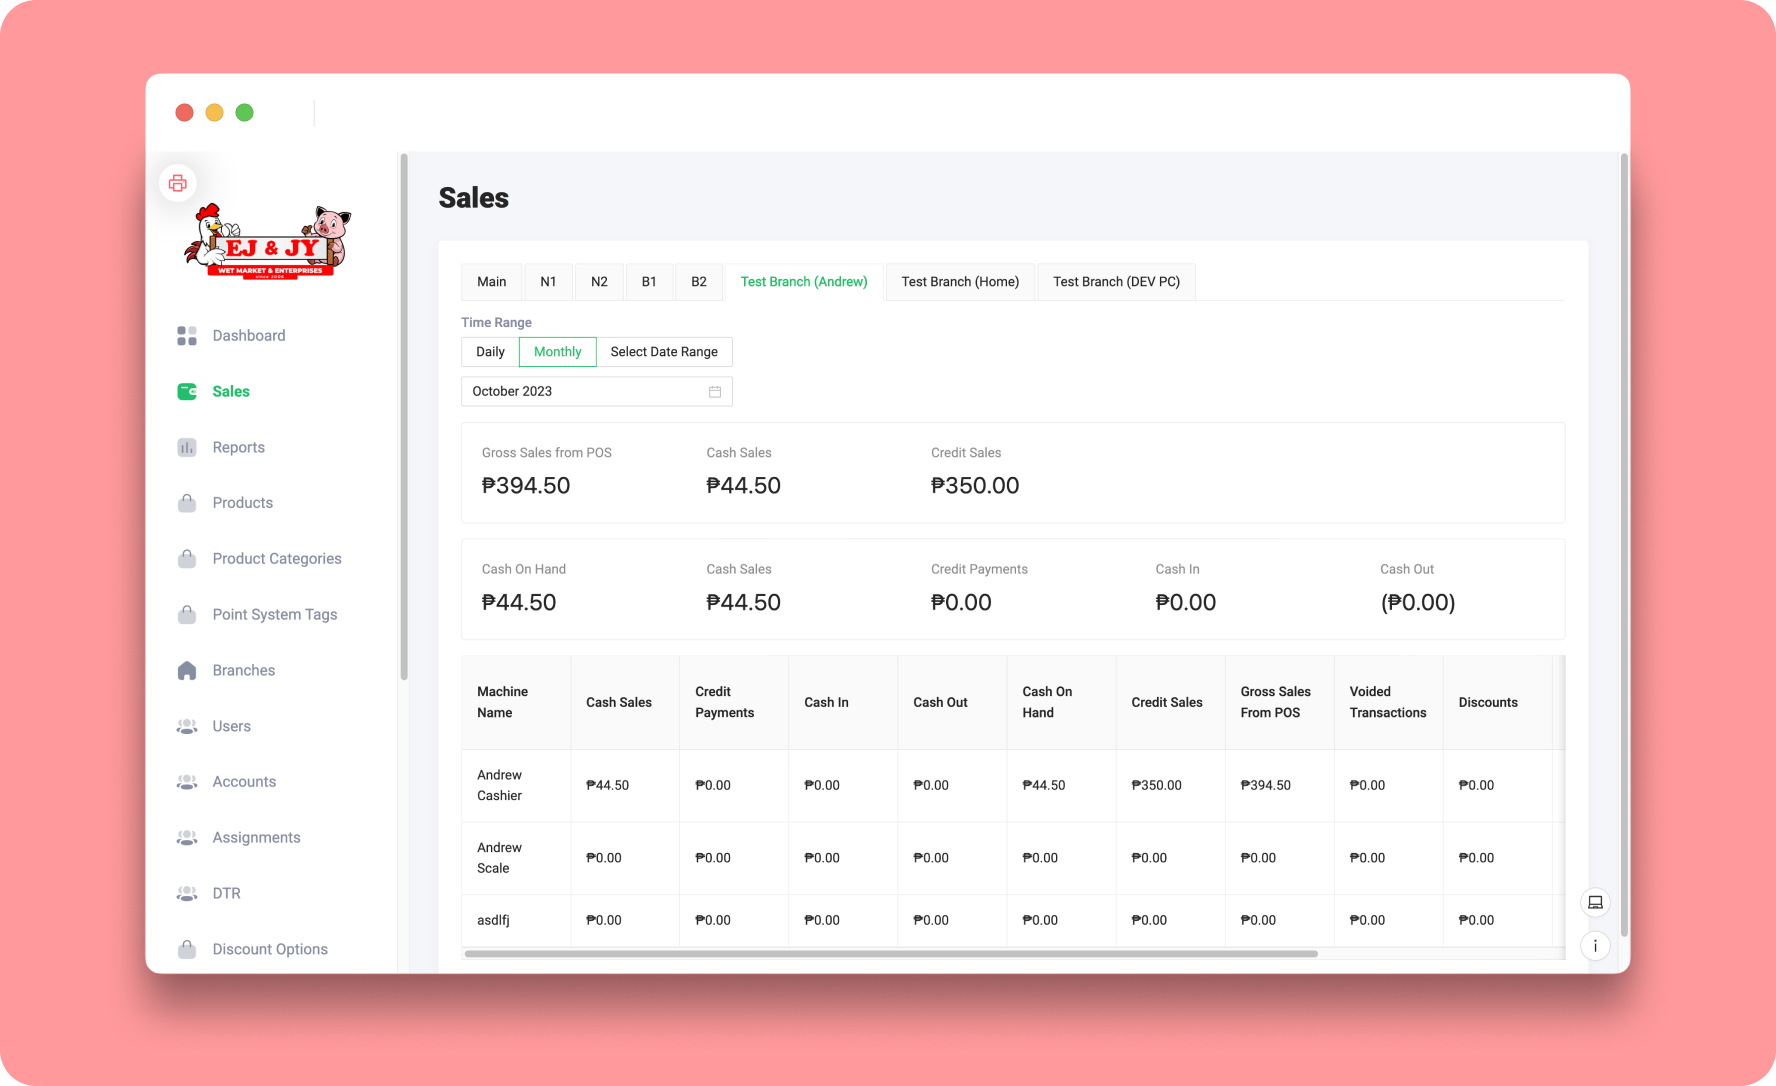 EJ & JY
WET MARKET & ENTERPRISES
since 2000
Dashboard
Sales
Reports
Products
Product Categories
Point System Tags
Branches
Users
Accounts
Assignments
DTR
Discount Options
Sales
Main N1 N2 B1 B2 Test Branch (Andrew) Test Branch (Home) Test Branch (DEV PC)
Time Range
Daily Monthly Select Date Range
October 2023
Gross Sales from POS Cash Sales Credit Sales
₱394.50 ₱44.50 ₱350.00
Cash On Hand Cash Sales Credit Payments Cash In Cash Out
₱44.50 ₱44.50 ₱0.00 ₱0.00 (₱0.00)
Machine Name Cash Sales Credit Payments Cash In Cash Out Cash On Hand Credit Sales Gross Sales From POS Voided Transactions Discounts
Andrew Cashier ₱44.50 ₱0.00 ₱0.00 ₱0.00 ₱44.50 ₱350.00 ₱394.50 ₱0.00 ₱0.00
Andrew Scale ₱0.00 ₱0.00 ₱0.00 ₱0.00 ₱0.00 ₱0.00 ₱0.00 ₱0.00 ₱0.00
asdlfj ₱0.00 ₱0.00 ₱0.00 ₱0.00 ₱0.00 ₱0.00 ₱0.00 ₱0.00 ₱0.00